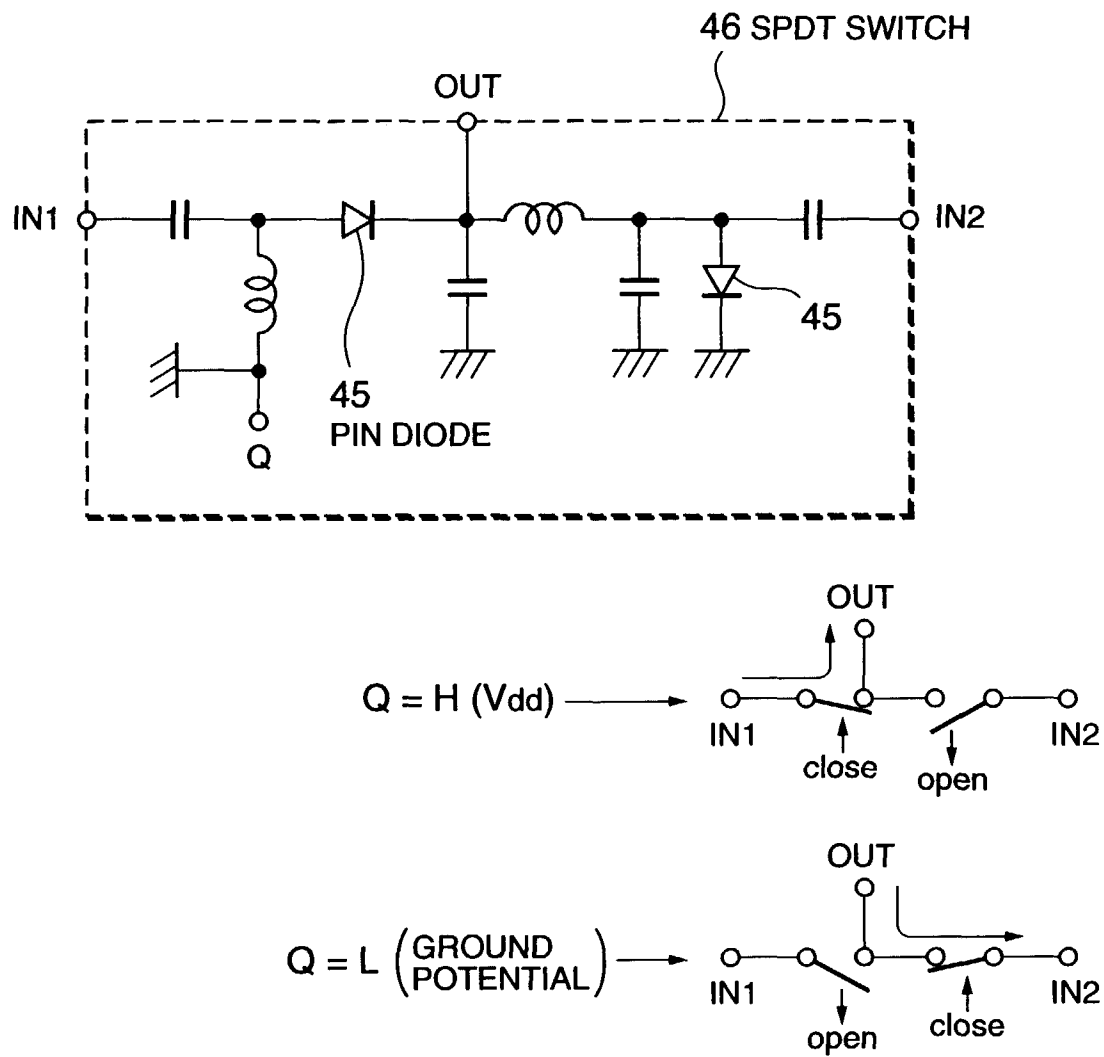 46 SPDT SWITCH
OUT
IN1
IN2
45
45
PIN DIODE
Q
OUT
Q = H (Vdd)
IN1
IN2
close
open
OUT
Q = L (GROUND
POTENTIAL)
IN1
IN2
open
close